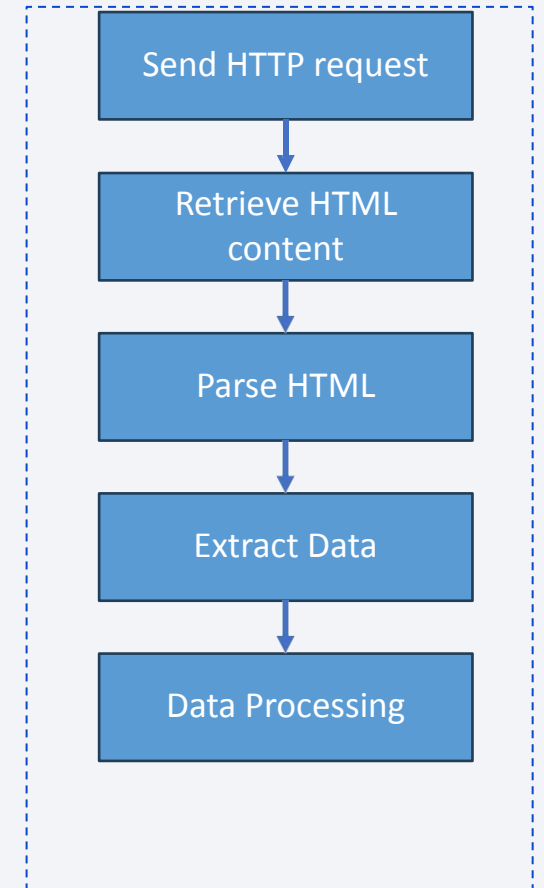 Send HTTP request
Retrieve HTML
content
Parse HTML
Extract Data
Data Processing